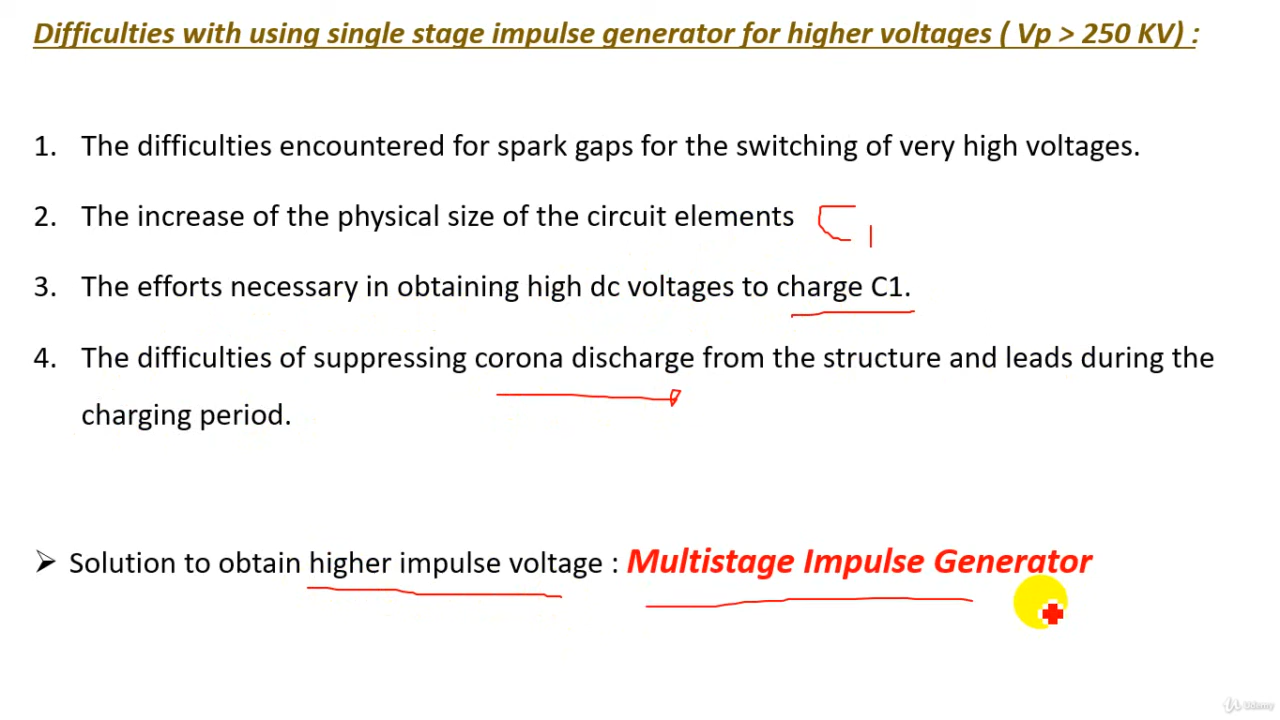 Difficulties with using single stage impulse generator for higher voltages ( Vp > 250 KV) :
1. The difficulties encountered for spark gaps for the switching of very high voltages.
2. The increase of the physical size of the circuit elements C1
3. The efforts necessary in obtaining high dc voltages to charge C1.
4. The difficulties of suppressing corona discharge from the structure and leads during the
charging period.
➢ Solution to obtain higher impulse voltage : Multistage Impulse Generator
Udemy